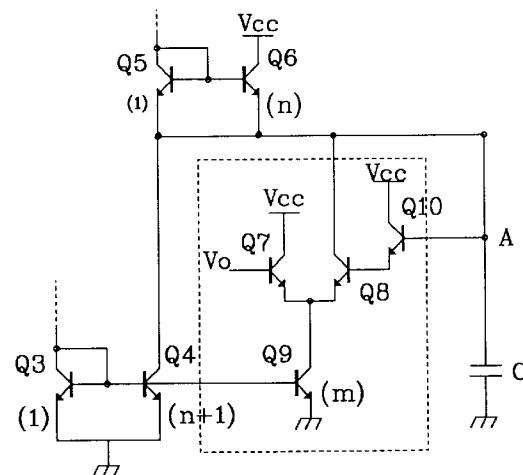 Vcc
Q5
Q6
(1)
(n)
Vcc
Vcc
Q10
Q7
Vo
A
Q8
Q3
Q4
Q9
C
(1)
(n+1)
(m)